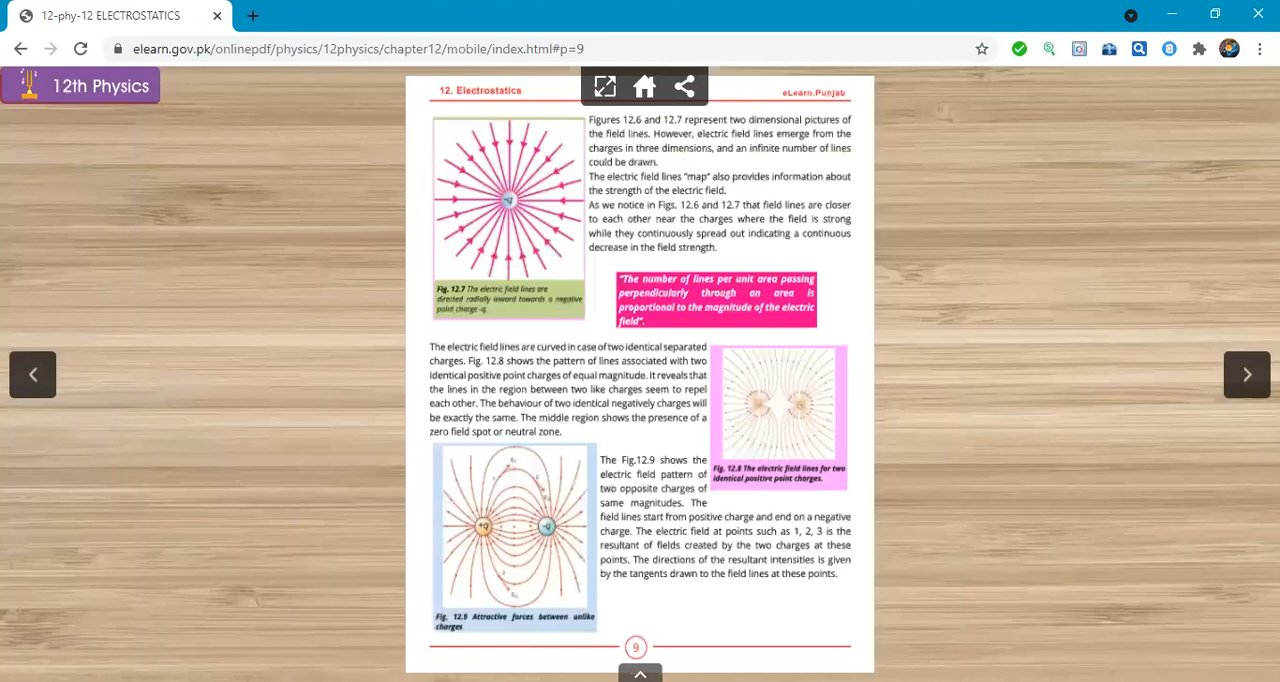 12-phy-12 ELECTROSTATICS
elearn.gov.pk/onlinepdf/physics/12physics/chapter12/mobile/index.html#p=9
12th Physics
12. Electrostatics
eLearn.Punjab
-q
Fig. 12.7 The electric field lines are
directed radially inward towards a negative
point charge -q.
Figures 12.6 and 12.7 represent two dimensional pictures of
the field lines. However, electric field lines emerge from the
charges in three dimensions, and an infinite number of lines
could be drawn.
The electric field lines "map" also provides information about
the strength of the electric field.
As we notice in Figs. 12.6 and 12.7 that field lines are closer
to each other near the charges where the field is strong
while they continuously spread out indicating a continuous
decrease in the field strength.
"The number of lines per unit area passing
perpendicularly through an area is
proportional to the magnitude of the electric
field".
The electric field lines are curved in case of two identical separated
charges. Fig. 12.8 shows the pattern of lines associated with two
identical positive point charges of equal magnitude. It reveals that
the lines in the region between two like charges seem to repel
each other. The behaviour of two identical negatively charges will
be exactly the same. The middle region shows the presence of a
zero field spot or neutral zone.
Fig. 12.8 The electric field lines for two
identical positive point charges.
+Q
-Q
Fig. 12.9 Attractive forces between unlike
charges
The Fig.12.9 shows the
electric field pattern of
two opposite charges of
same magnitudes. The
field lines start from positive charge and end on a negative
charge. The electric field at points such as 1, 2, 3 is the
resultant of fields created by the two charges at these
points. The directions of the resultant intensities is given
by the tangents drawn to the field lines at these points.
9